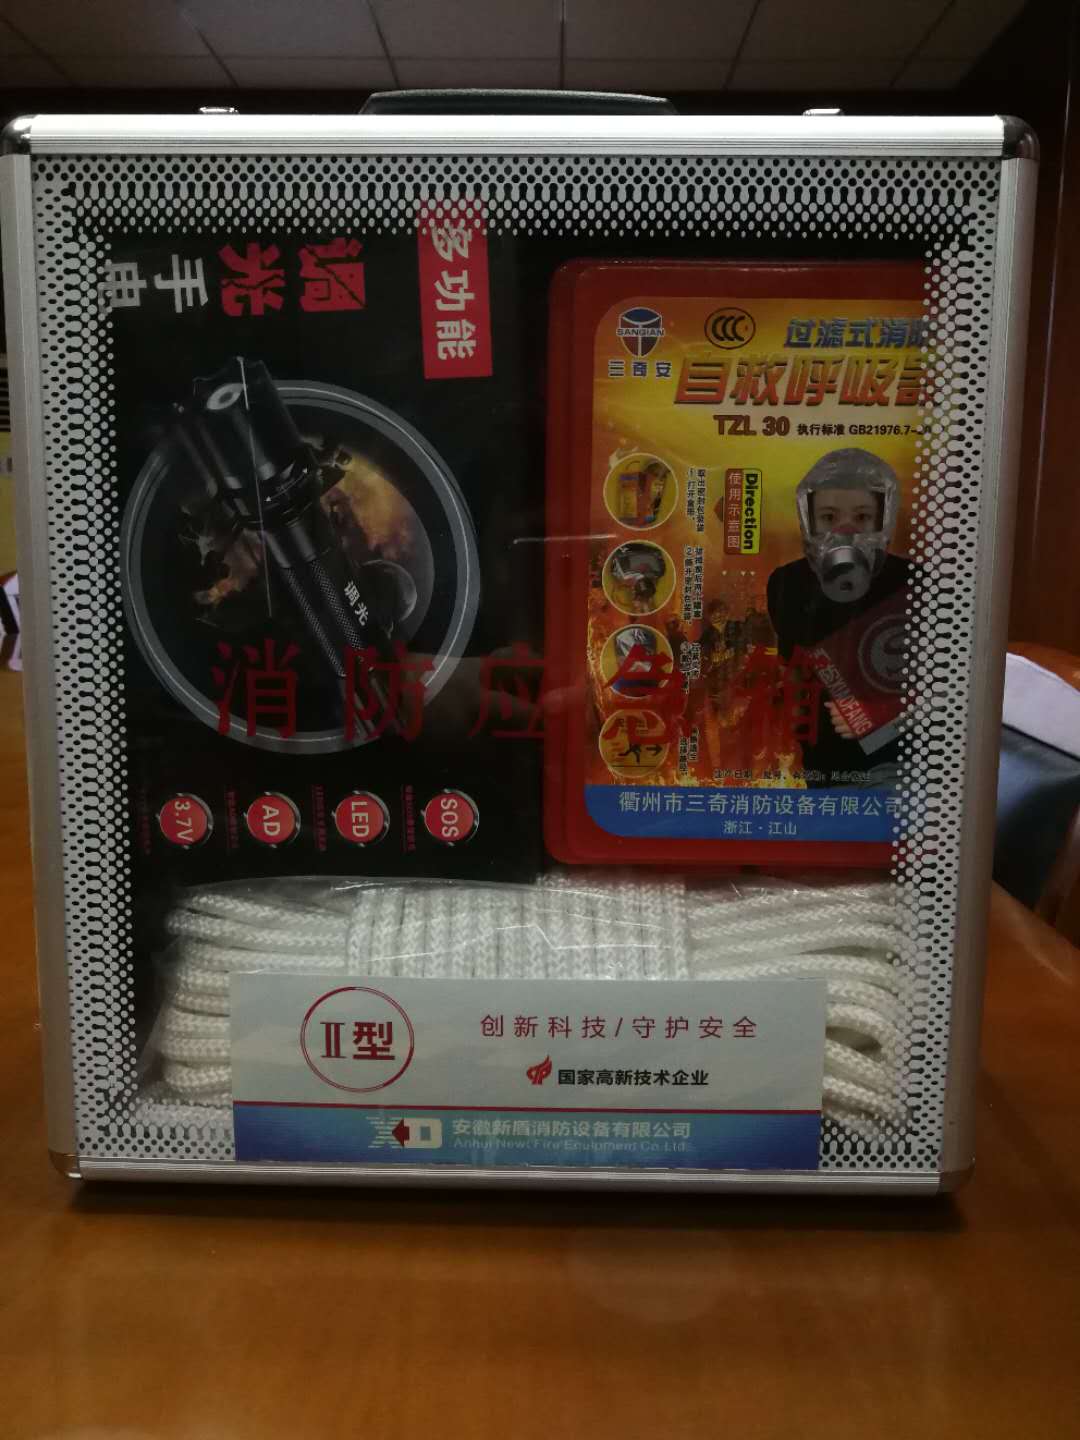 多功能
调光
手电
调光
SOS
LED
AD
3.7V
SANQIAN
三奇安
过滤式消防
自救呼吸器
TZL 30 执行标准 GB21976.7-
Direction
使用示意图
衢州市三奇消防设备有限公司
浙江·江山
消防应急箱
II型
创新科技/守护安全
国家高新技术企业
安徽新盾消防设备有限公司
Anhui New Fire Equipment Co.Ltd.